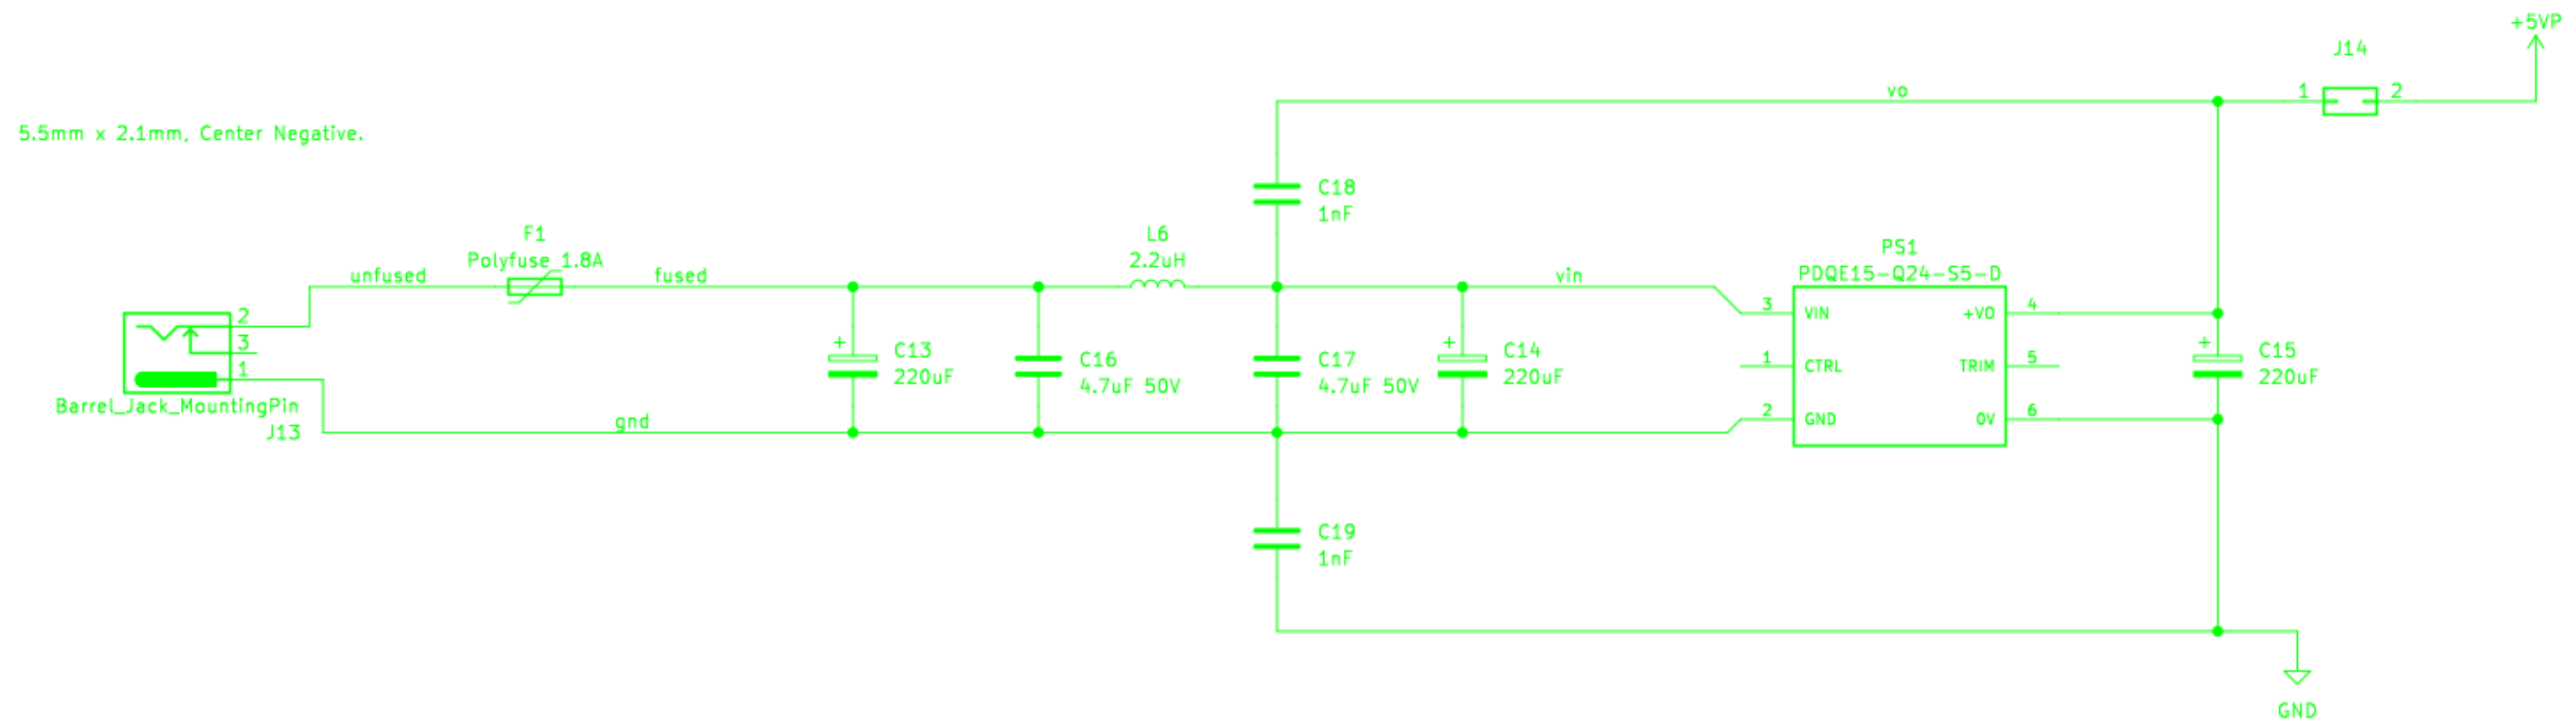 +5VP
J14
1
2
vo
5.5mm x 2.1mm, Center Negative.
C18
1nF
F1
Polyfuse 1.8A
L6
2.2uH
PS1
PDQE15-Q24-S5-D
unfused
fused
vin
2
3
1
Barrel_Jack_MountingPin
J13
gnd
+
C13
220uF
C16
4.7uF 50V
C17
4.7uF 50V
+
C14
220uF
3
VIN
+VO
4
1
CTRL
TRIM
5
2
GND
0V
6
+
C15
220uF
C19
1nF
GND